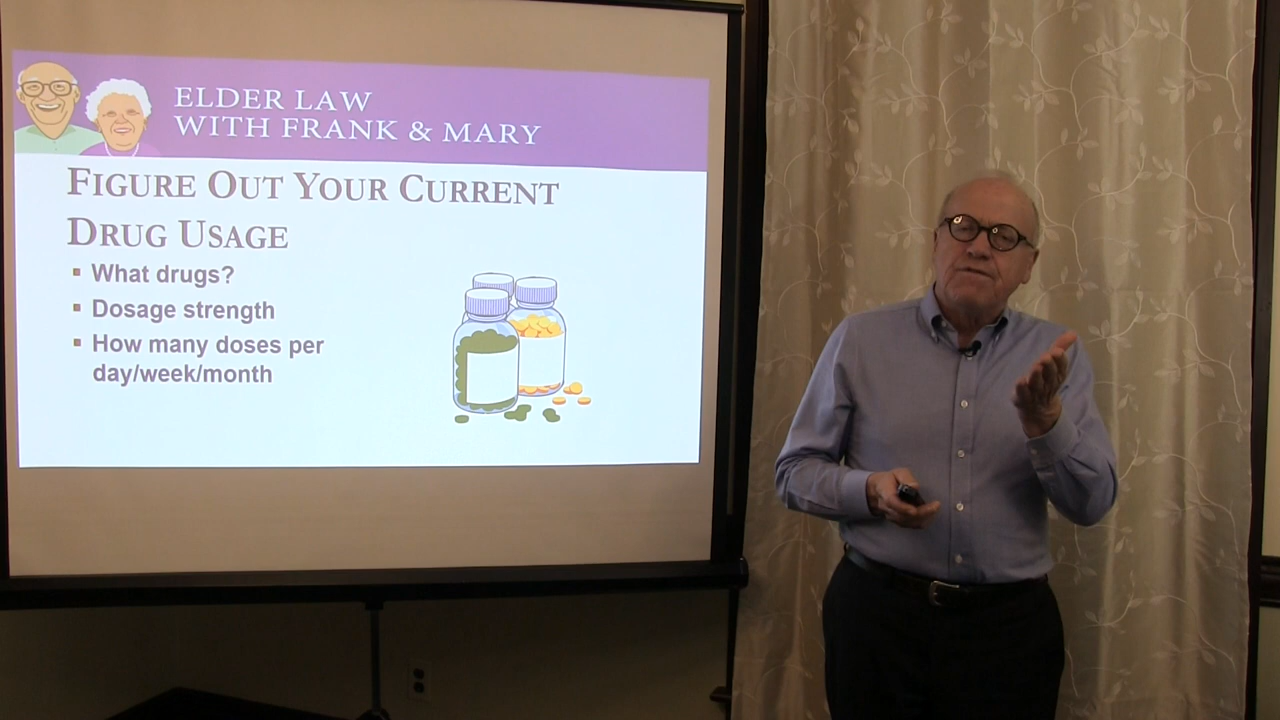 ELDER LAW
WITH FRANK & MARY
FIGURE OUT YOUR CURRENT
DRUG USAGE
▪ What drugs?
▪ Dosage strength
▪ How many doses per
day/week/month